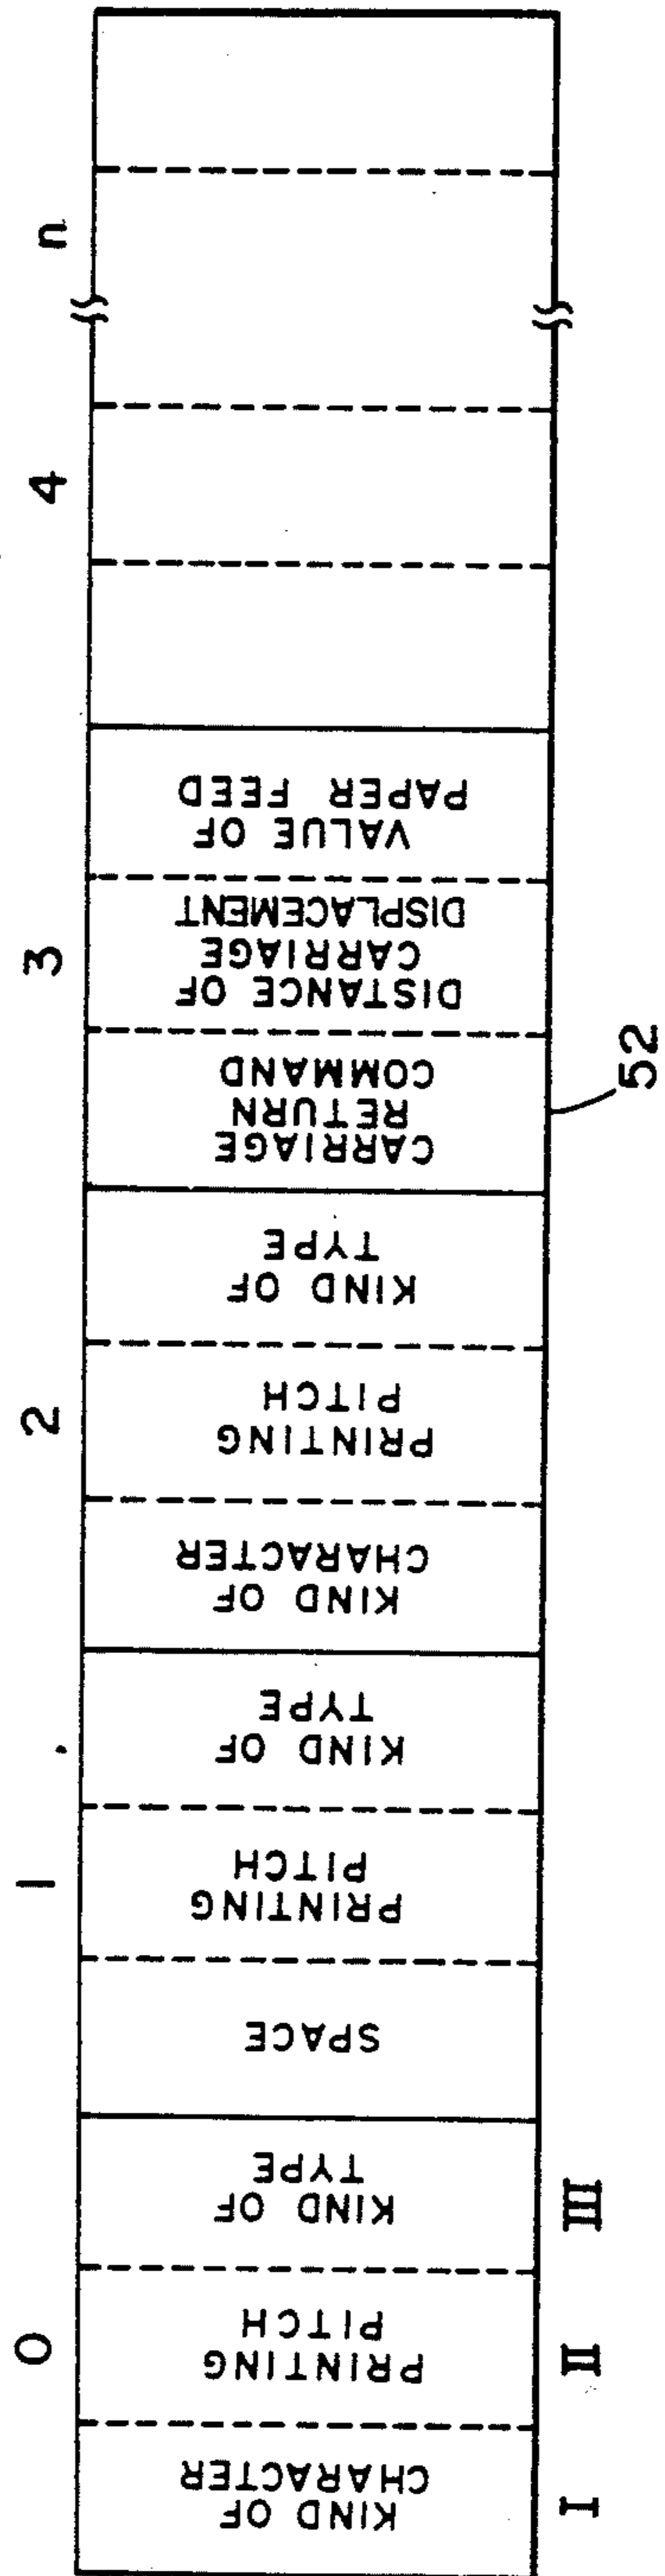 0
1
2
3
4
n
KIND OF
CHARACTER
PRINTING
PITCH
KIND OF
TYPE
SPACE
PRINTING
PITCH
KIND OF
TYPE
KIND OF
CHARACTER
PRINTING
PITCH
KIND OF
TYPE
CARRIAGE
RETURN
COMMAND
DISTANCE OF
CARRIAGE
DISPLACEMENT
VALUE OF
PAPER FEED
I
II
III
52